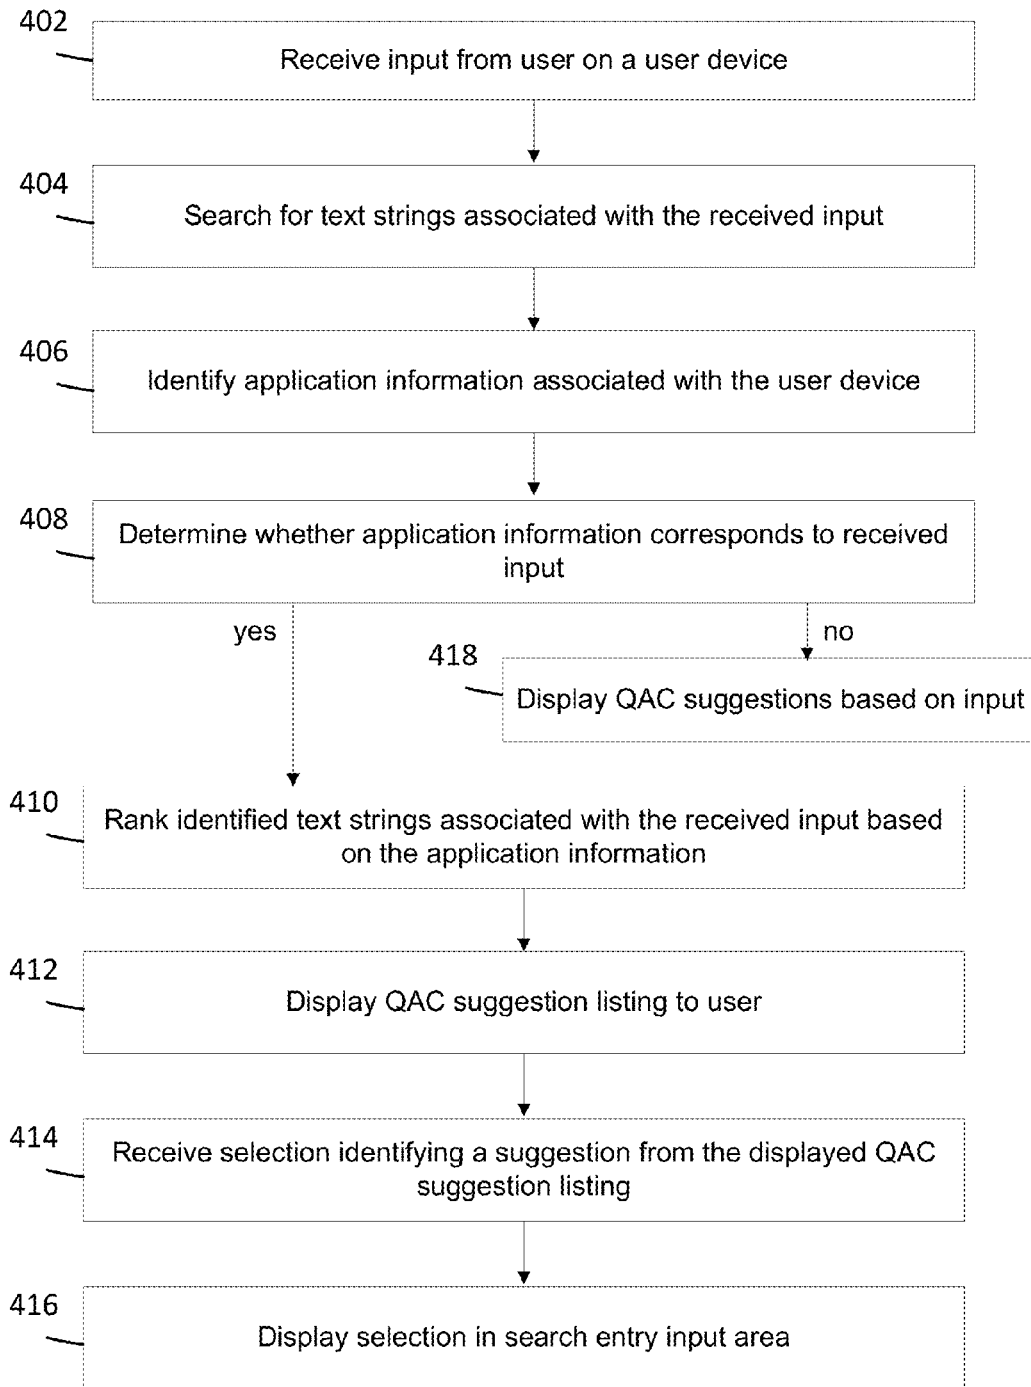 402
Receive input from user on a user device
404
Search for text strings associated with the received input
406
Identify application information associated with the user device
408
Determine whether application information corresponds to received
input
yes
no
418
Display QAC suggestions based on input
410
Rank identified text strings associated with the received input based
on the application information
412
Display QAC suggestion listing to user
414
Receive selection identifying a suggestion from the displayed QAC
suggestion listing
416
Display selection in search entry input area